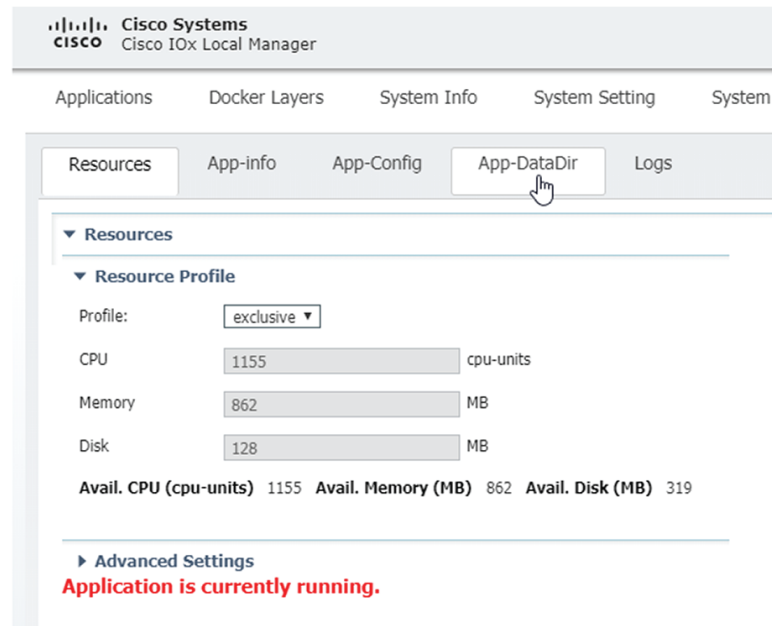 Cisco Systems
CISCO Cisco IOx Local Manager
Applications Docker Layers System Info System Setting System
Resources App-info App-Config App-DataDir Logs
Resources
Resource Profile
Profile: exclusive
CPU 1155 cpu-units
Memory 862 MB
Disk 128 MB
Avail. CPU (cpu-units) 1155 Avail. Memory (MB) 862 Avail. Disk (MB) 319
Advanced Settings
Application is currently running.